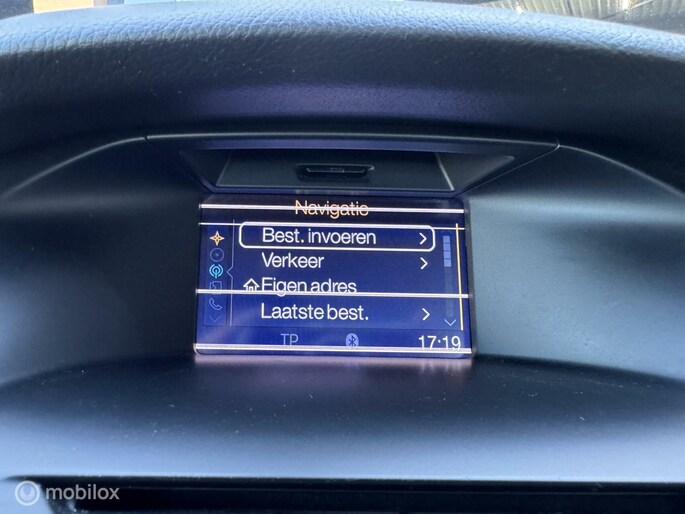 Navigatie
Best. invoeren
Verkeer
Eigen adres
Laatste best.
TP
17:19
mobilox